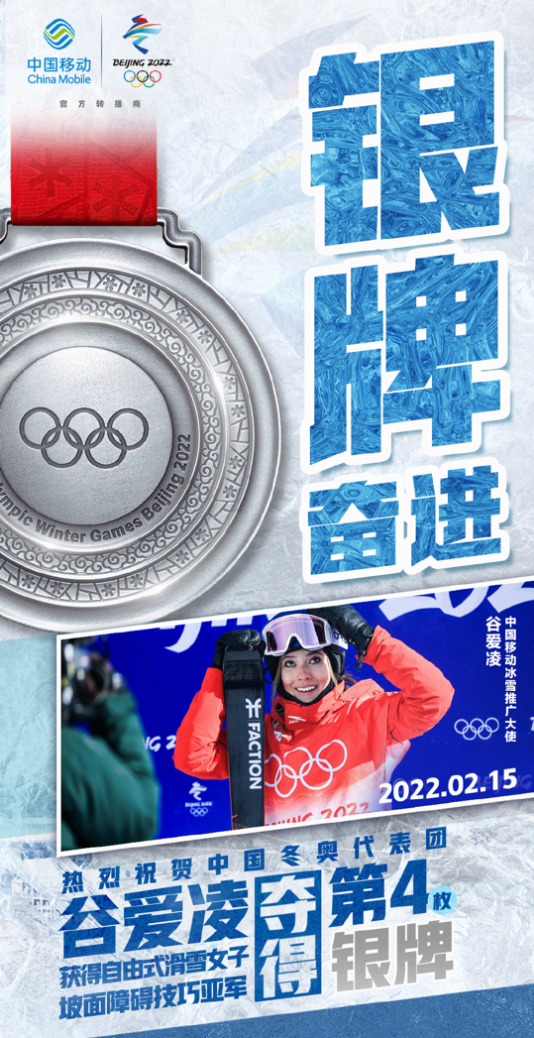 中国移动
China Mobile
BEIJING 2022
官方转播商
银牌
奋进
Olympic Winter Games Beijing 2022
中国移动冰雪推广大使
谷爱凌
FACTION
BEIJING 2022
2022.02.15
热烈祝贺中国冬奥代表团
谷爱凌夺得第4枚
获得自由式滑雪女子
坡面障碍技巧亚军
银牌